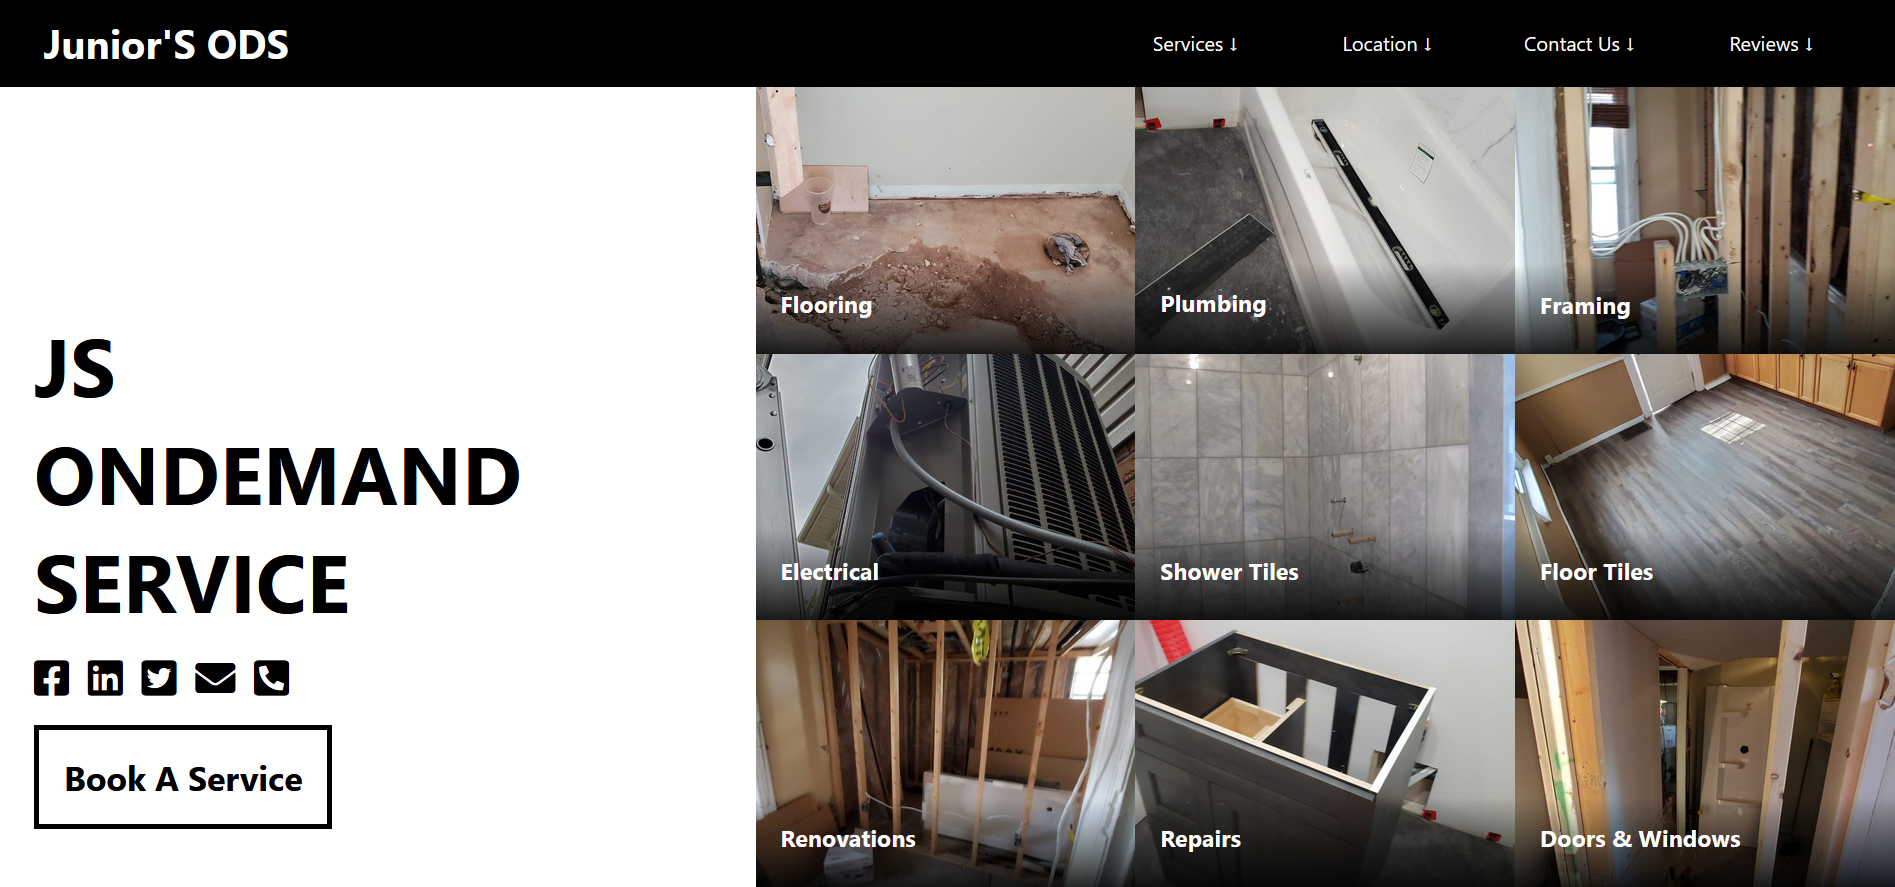 Junior'S ODS
Services ↓
Location ↓
Contact Us ↓
Reviews ↓
JS
ONDEMAND
SERVICE
Book A Service
Flooring
Plumbing
Framing
Electrical
Shower Tiles
Floor Tiles
Renovations
Repairs
Doors & Windows